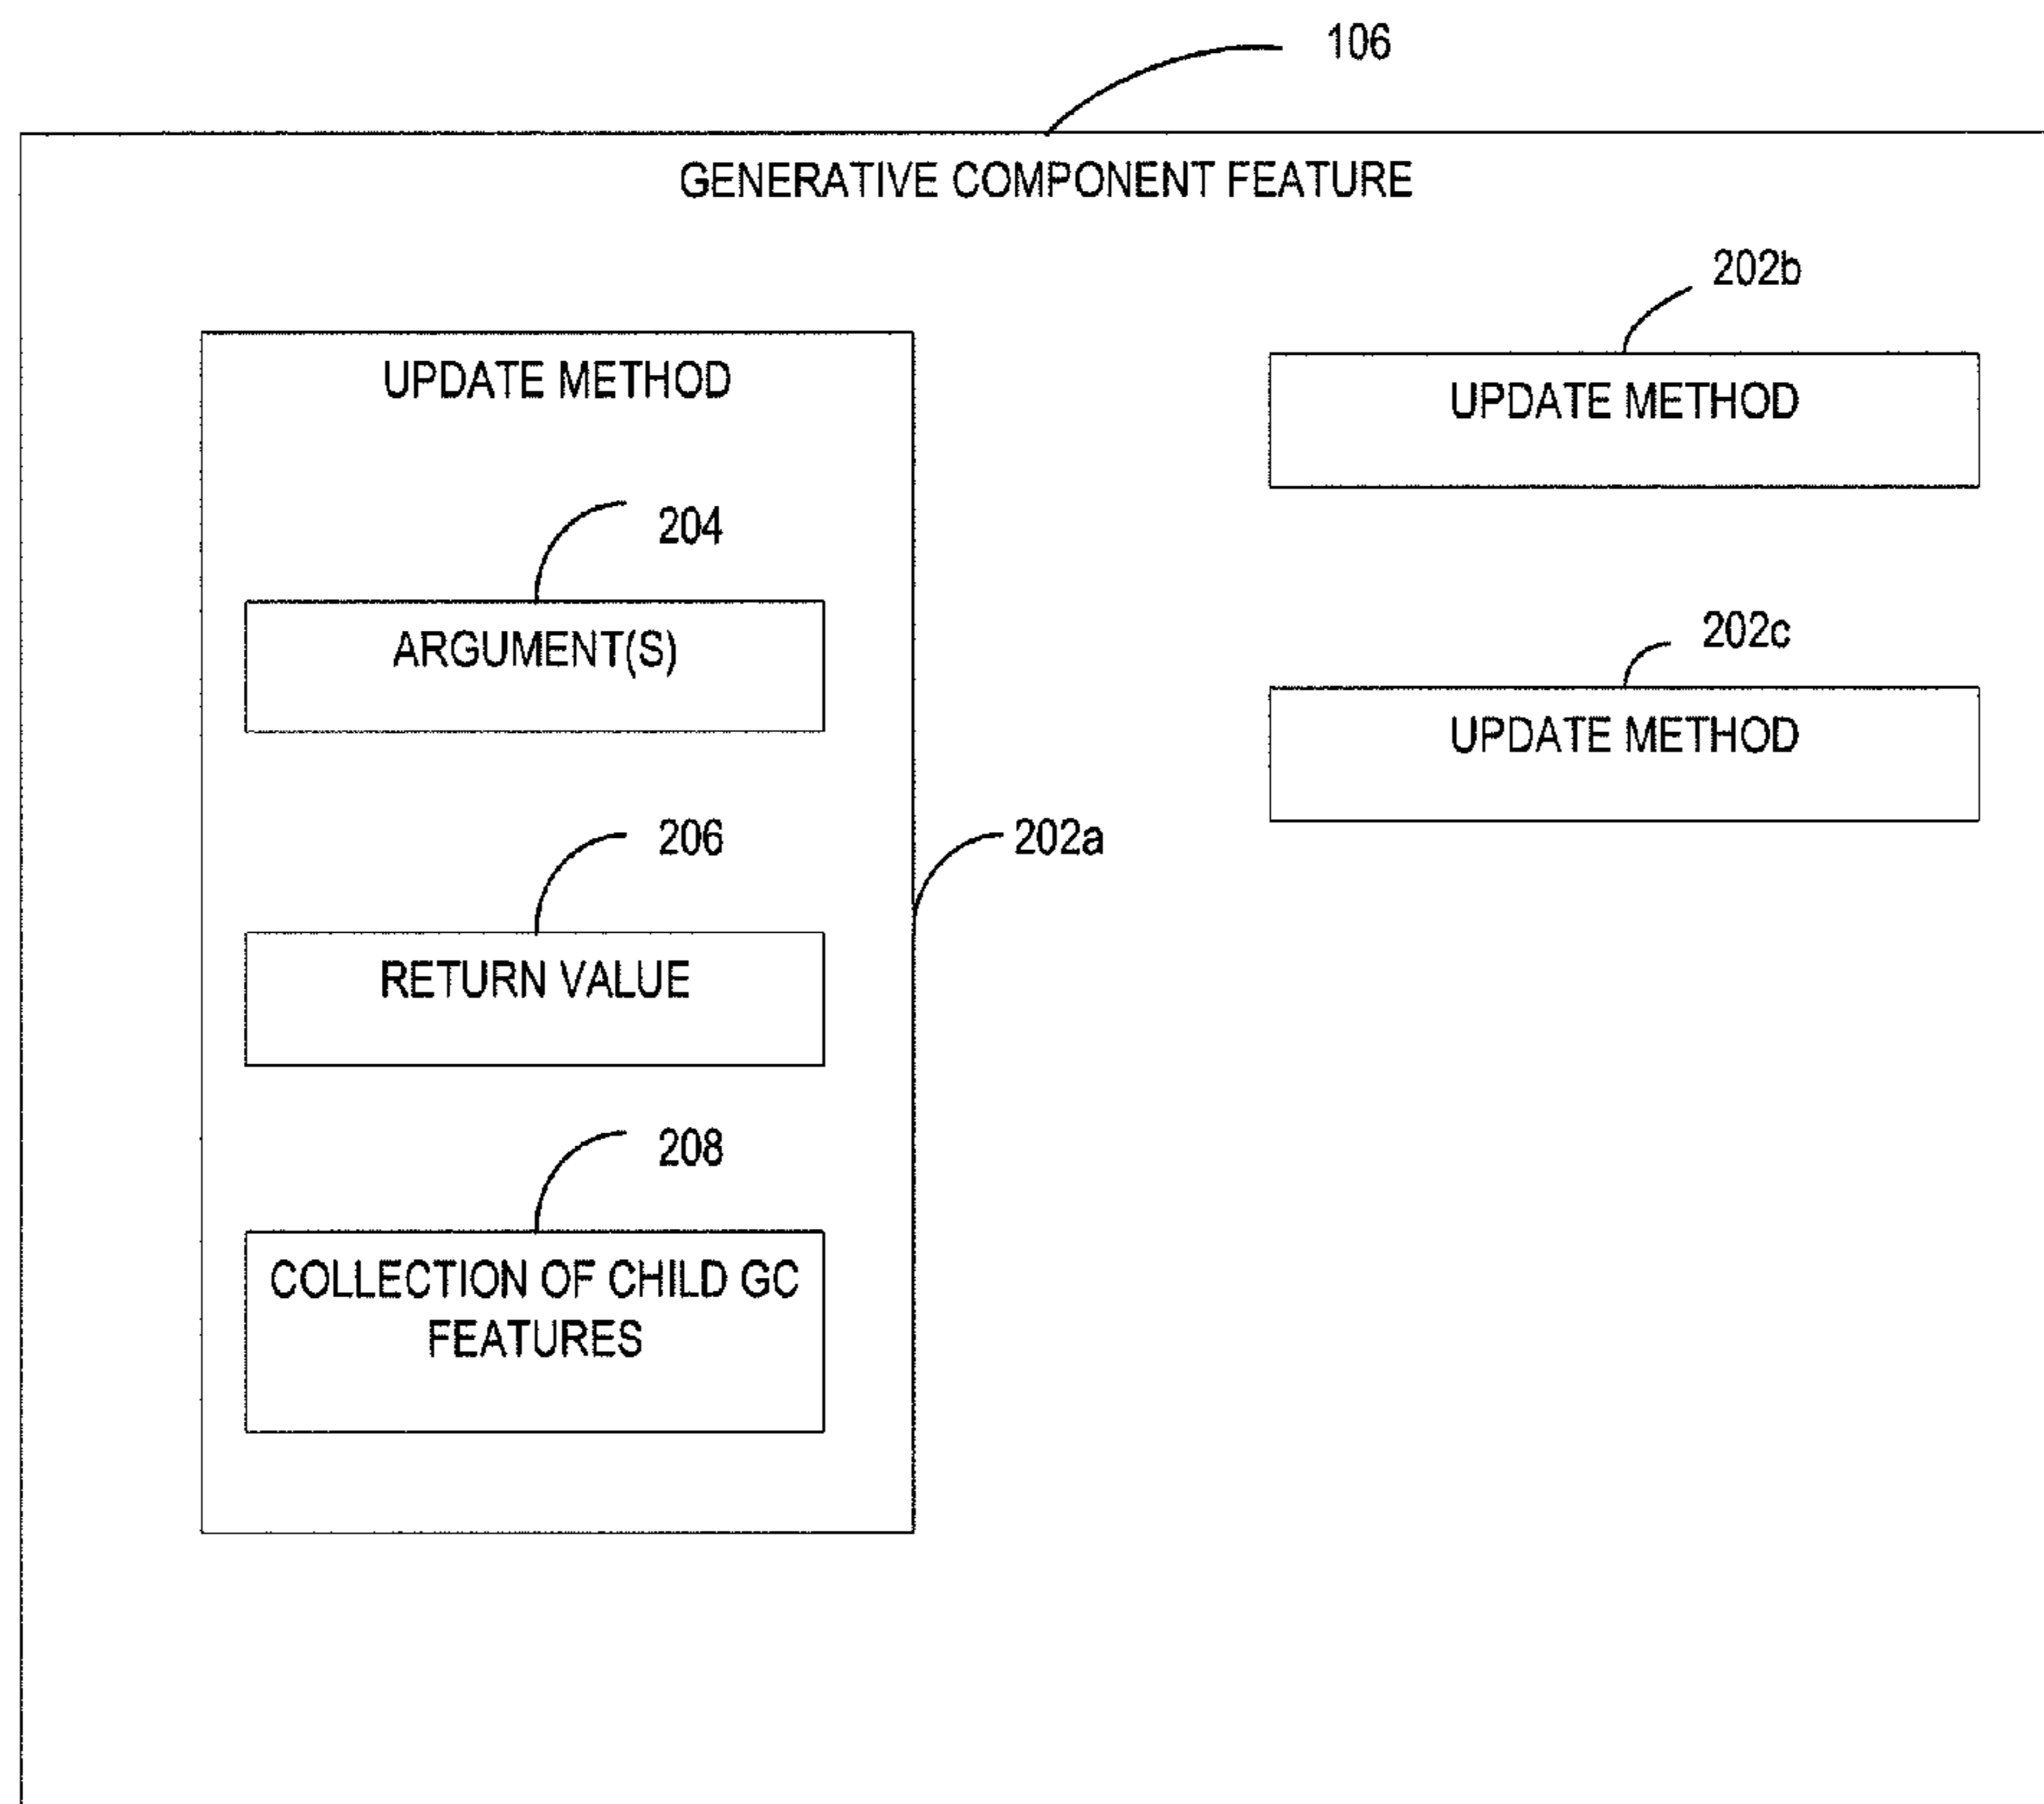 106
GENERATIVE COMPONENT FEATURE
202b
UPDATE METHOD
UPDATE METHOD
204
ARGUMENT(S)
202c
UPDATE METHOD
206
202a
RETURN VALUE
208
COLLECTION OF CHILD GC
FEATURES